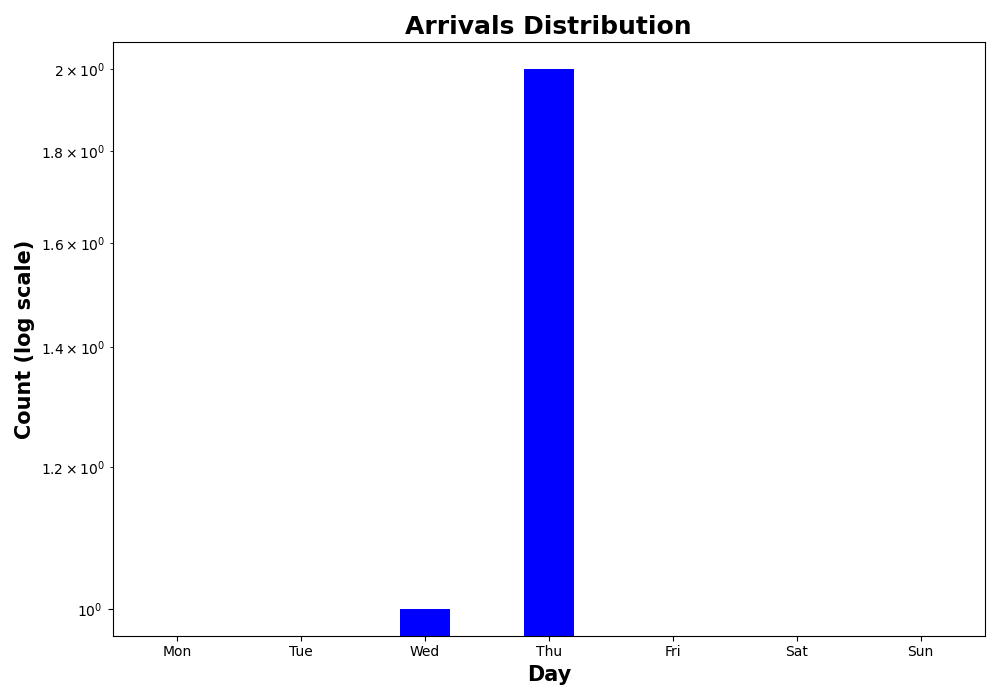 Arrivals Distribution
2 × 10⁰
1.8 × 10⁰
1.6 × 10⁰
1.4 × 10⁰
1.2 × 10⁰
10⁰
Count (log scale)
Mon Tue Wed Thu Fri Sat Sun
Day